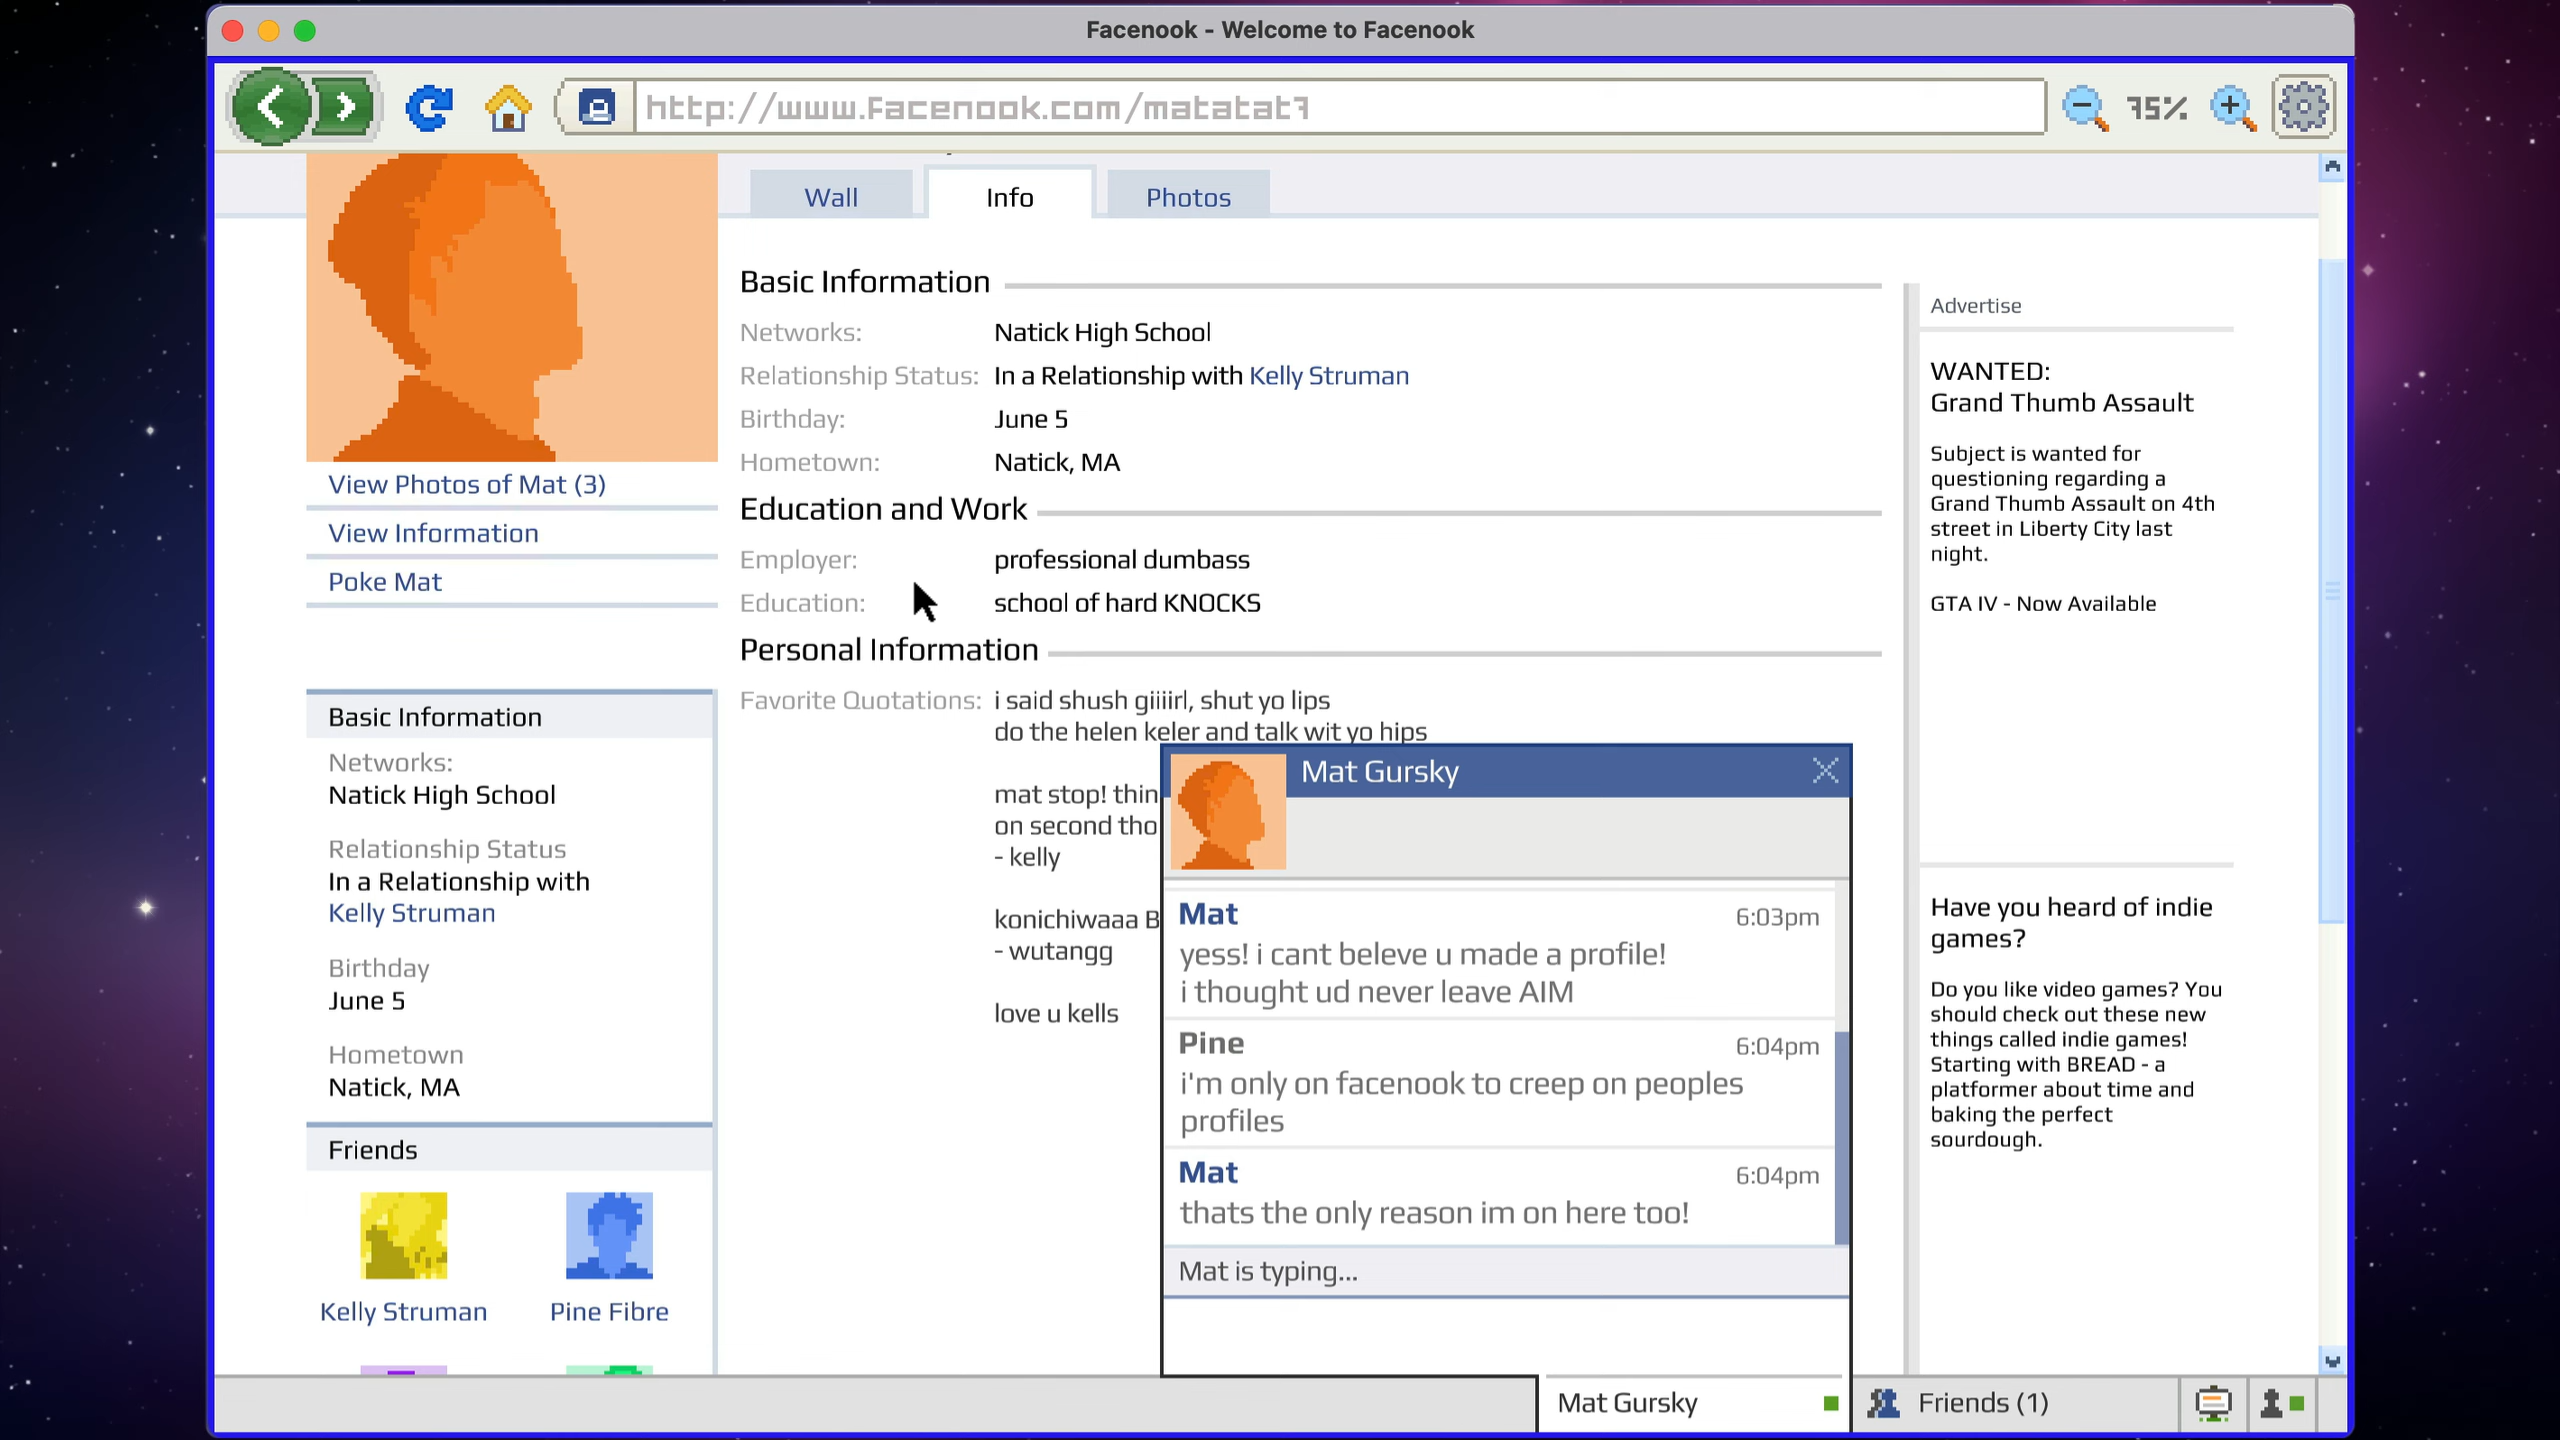 Facenook - Welcome to Facenook
http://www.Facenook.com/matatat7
75%
Wall
Info
Photos
View Photos of Mat (3)
View Information
Poke Mat
Basic Information
Networks:
Natick High School
Relationship Status
In a Relationship with
Kelly Struman
Birthday
June 5
Hometown
Natick, MA
Friends
Kelly Struman
Pine Fibre
Basic Information
Networks: Natick High School
Relationship Status: In a Relationship with Kelly Struman
Birthday: June 5
Hometown: Natick, MA
Education and Work
Employer: professional dumbass
Education: school of hard KNOCKS
Personal Information
Favorite Quotations: i said shush giiiirl, shut yo lips
do the helen keler and talk wit yo hips
mat stop! thin
on second tho
- kelly
konichiwaaa B
- wutangg
love u kells
Mat Gursky
Mat 6:03pm
yess! i cant beleve u made a profile!
i thought ud never leave AIM
Pine 6:04pm
i'm only on facenook to creep on peoples
profiles
Mat 6:04pm
thats the only reason im on here too!
Mat is typing...
Advertise
WANTED:
Grand Thumb Assault
Subject is wanted for
questioning regarding a
Grand Thumb Assault on 4th
street in Liberty City last
night.
GTA IV - Now Available
Have you heard of indie
games?
Do you like video games? You
should check out these new
things called indie games!
Starting with BREAD - a
platformer about time and
baking the perfect
sourdough.
Mat Gursky
Friends (1)